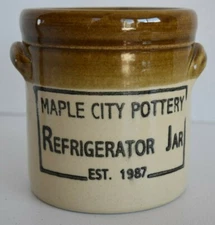 MAPLE CITY POTTERY
REFRIGERATOR JAR
EST. 1987